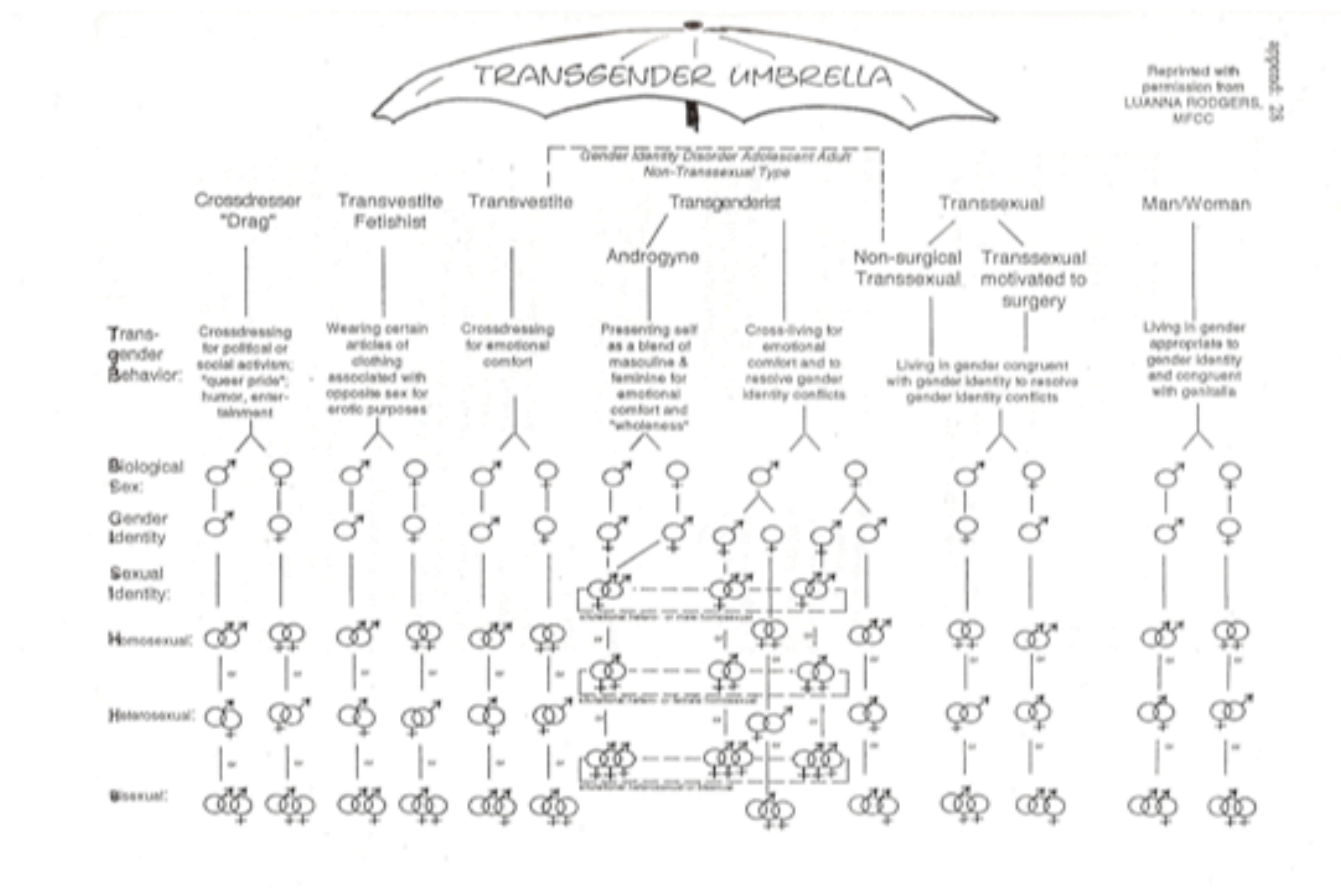 TRANSGENDER UMBRELLA
Reprinted with
permission from
LUANNA RODGERS,
MFCC
28
Gender Identity Disorder Adolescent Adult
Non-Transsexual Type
Crossdresser
"Drag"
Transvestite
Fetishist
Transvestite
Transgenderist
Androgyne
Transsexual
Non-surgical
Transsexual
Transsexual
motivated to
surgery
Man/Woman
Trans-
gender
Behavior:
Crossdressing
for political or
social activism;
"queer pride";
humor, enter-
tainment
Wearing certain
articles of
clothing
associated with
opposite sex for
erotic purposes
Crossdressing
for emotional
comfort
Presenting self
as a blend of
masculine &
feminine for
emotional
comfort and
"wholeness"
Cross-living for
emotional
comfort and to
resolve gender
identity conflicts
Living in gender congruent
with gender identity to resolve
gender identity conflicts
Living in gender
appropriate to
gender identity
and congruent
with genitalia
Biological
Sex:
Gender
Identity
Sexual
Identity:
Homosexual:
Heterosexual:
Bisexual: